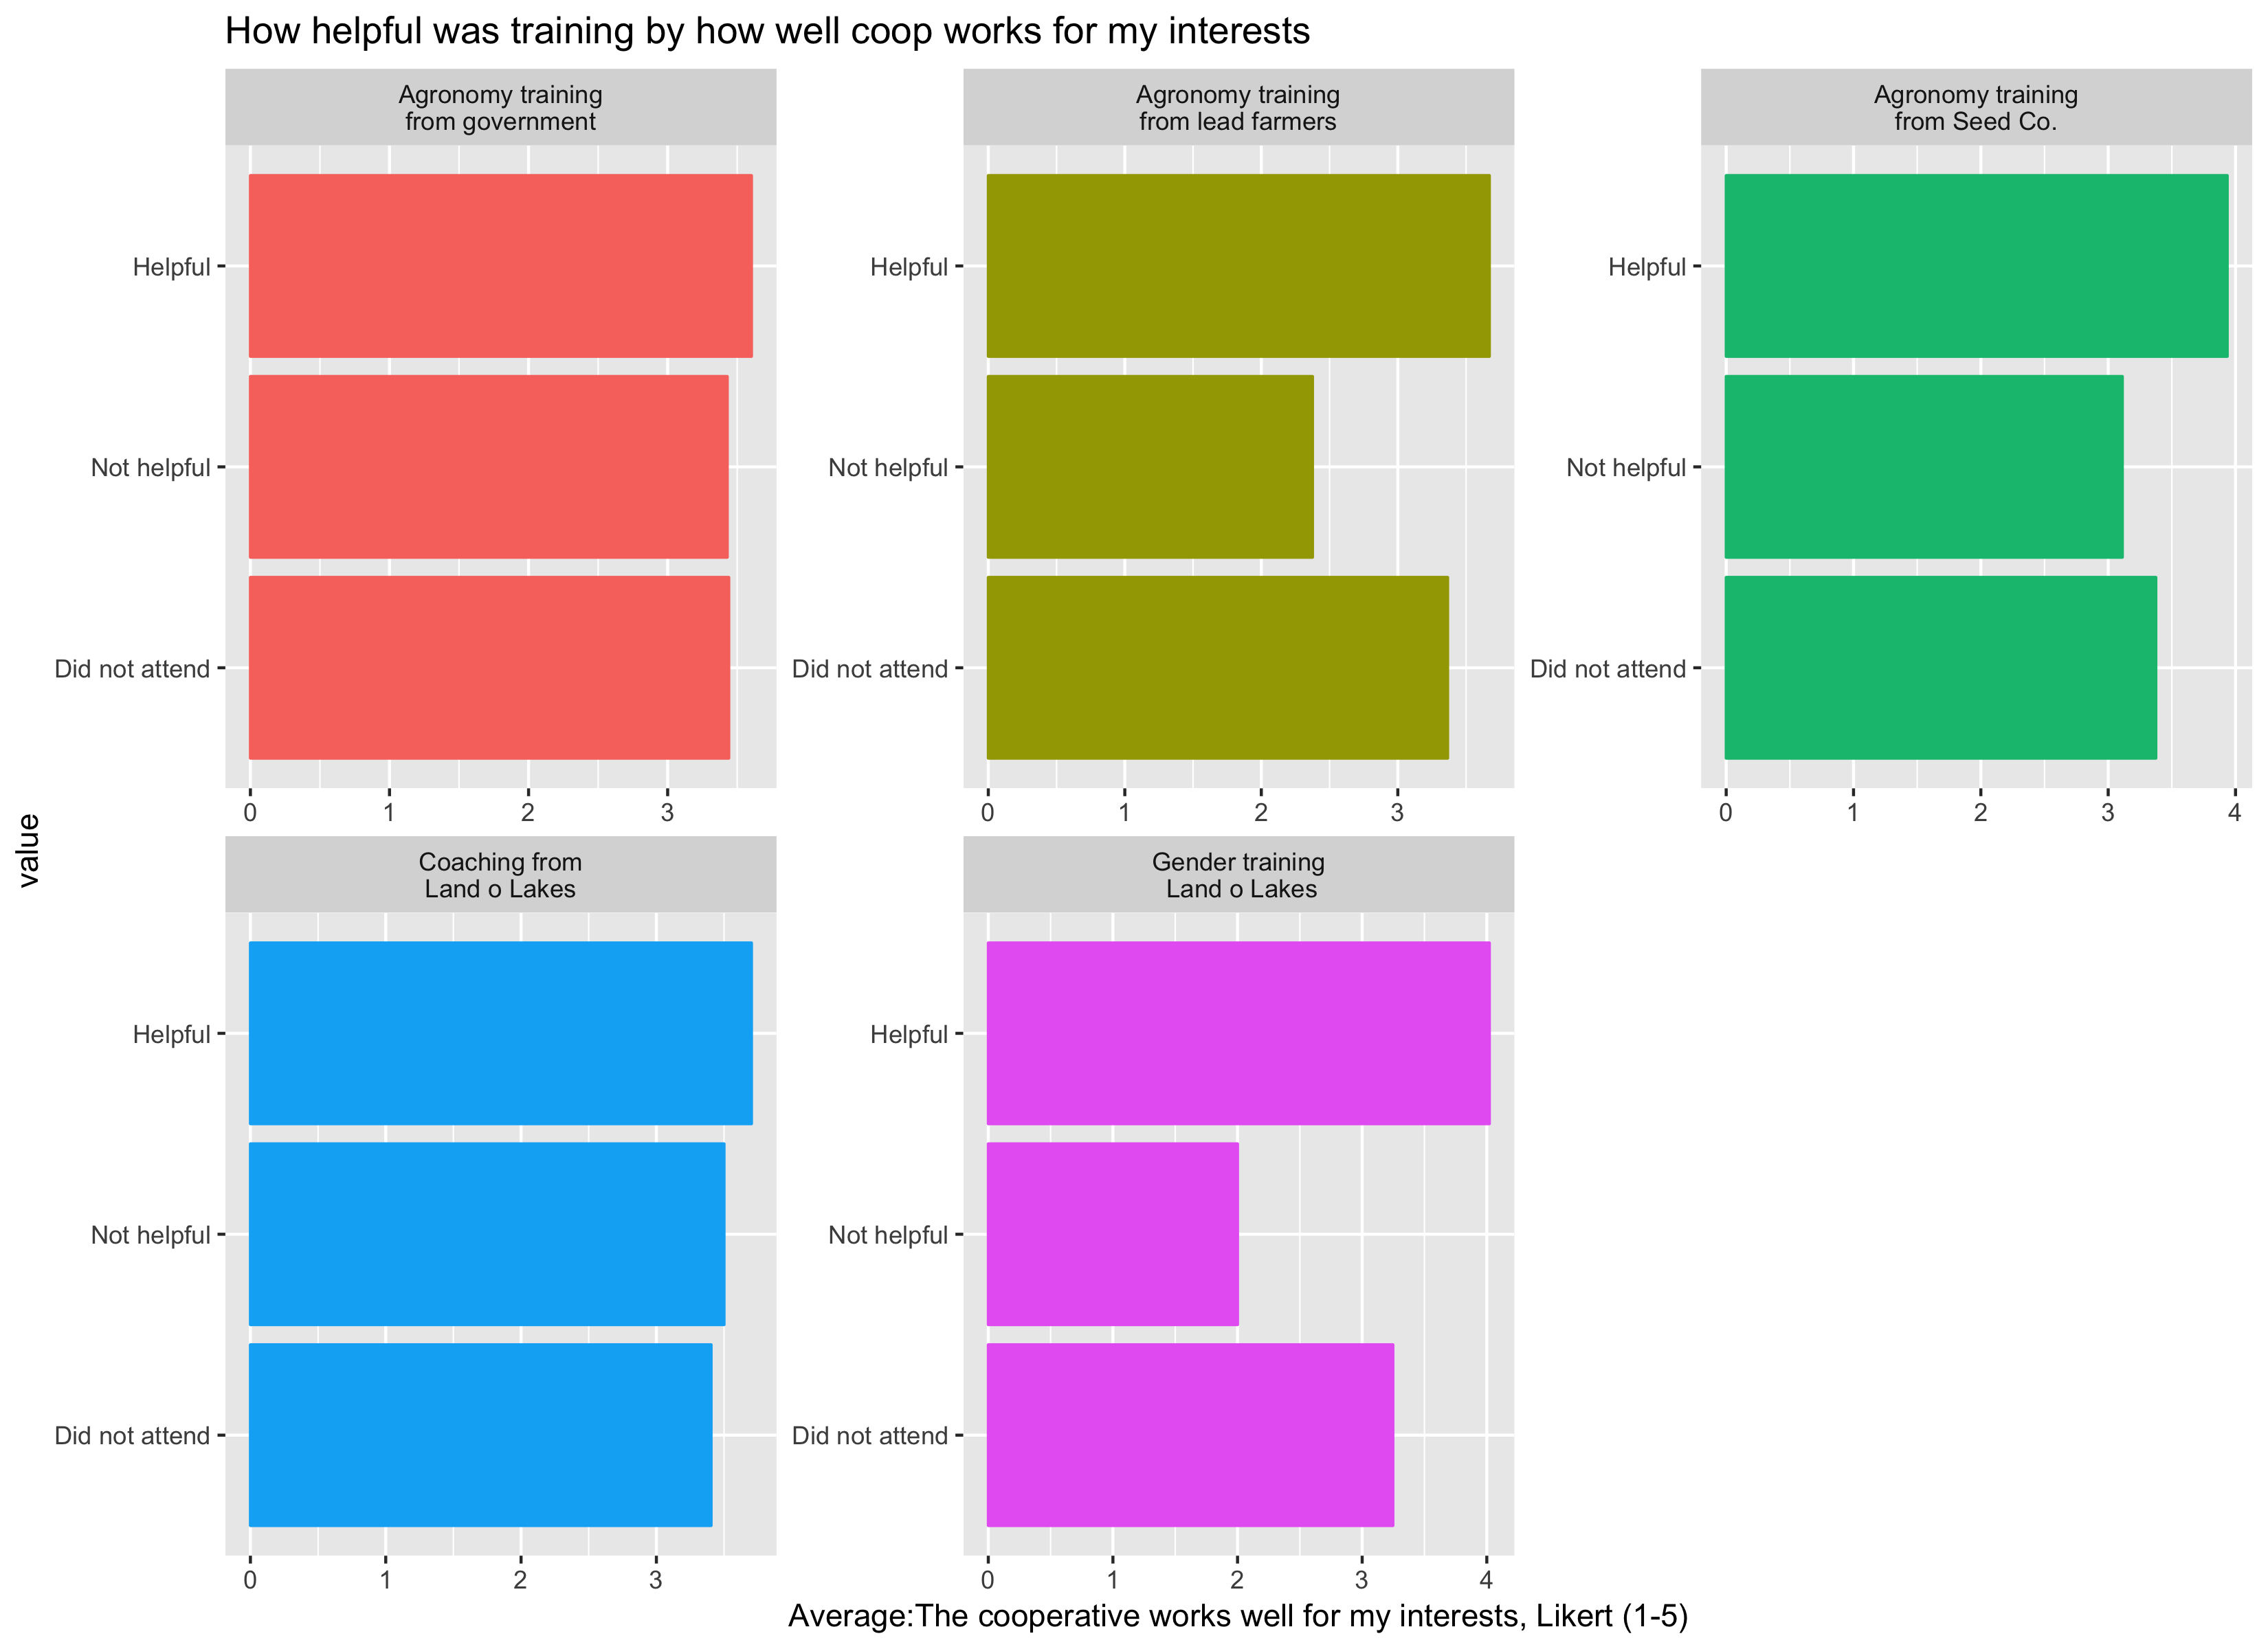 How helpful was training by how well coop works for my interests
Agronomy training
from government
Agronomy training
from lead farmers
Agronomy training
from Seed Co.
Helpful
Not helpful
Did not attend
0 1 2 3
Helpful
Not helpful
Did not attend
0 1 2 3
Helpful
Not helpful
Did not attend
0 1 2 3 4
value
Coaching from
Land o Lakes
Gender training
Land o Lakes
Helpful
Not helpful
Did not attend
0 1 2 3
Helpful
Not helpful
Did not attend
0 1 2 3 4
Average:The cooperative works well for my interests, Likert (1-5)